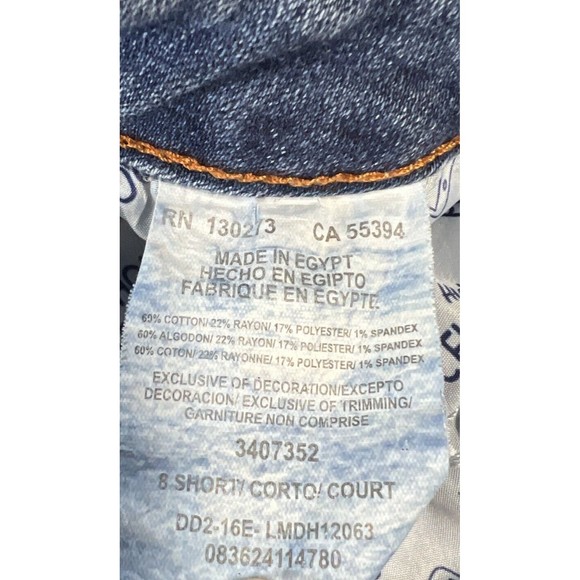 RN 130273 CA 55394
MADE IN EGYPT
HECHO EN EGIPTO
FABRIQUE EN EGYPTE
60% COTTON/ 22% RAYON/ 17% POLYESTER/ 1% SPANDEX
60% ALGODON/ 22% RAYON/ 17% POLIESTER/ 1% SPANDEX
60% COTON/ 22% RAYONNE/ 17% POLYESTER/ 1% SPANDEX
EXCLUSIVE OF DECORATION/EXCEPTO
DECORACION/ EXCLUSIVE OF TRIMMING/
GARNITURE NON COMPRISE
3407352
8 SHORT/ CORTO/ COURT
DD2-16E- LMDH12063
083624114780